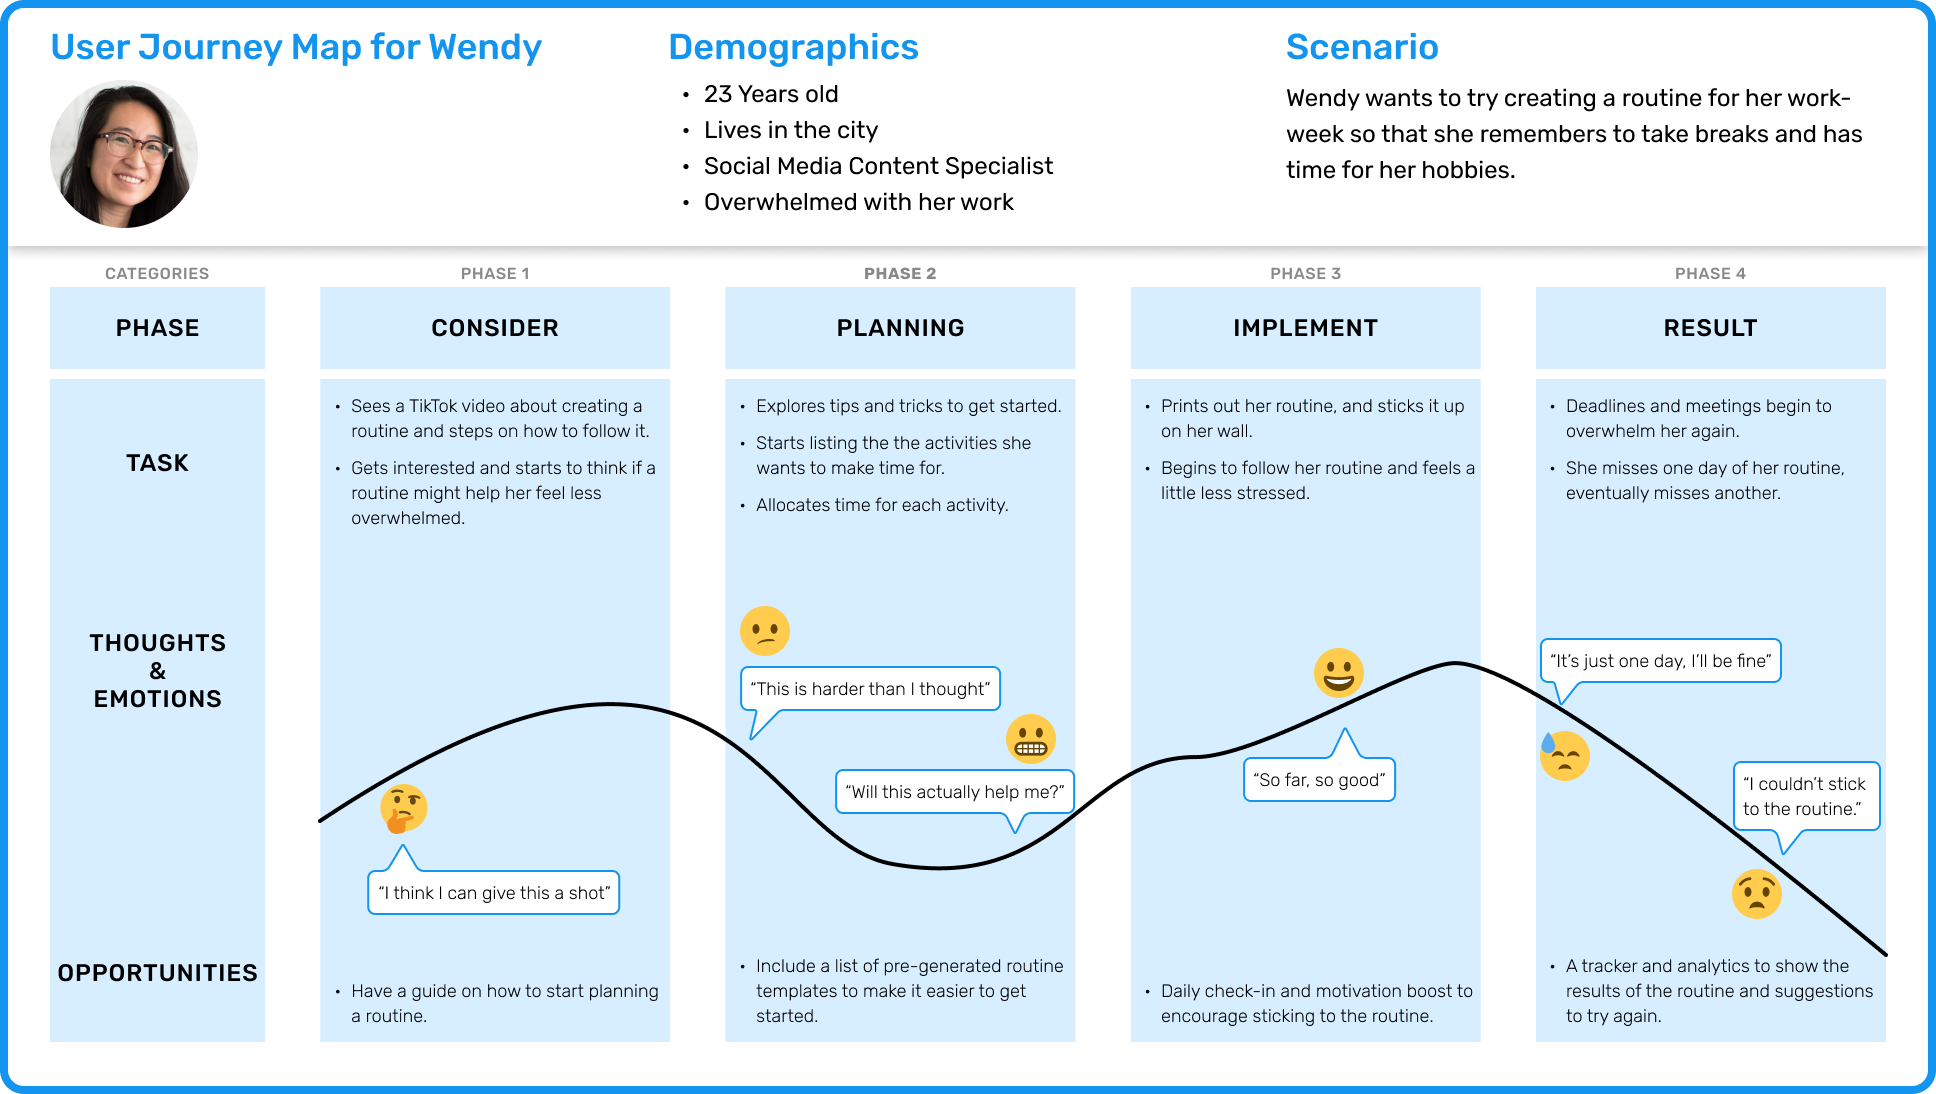 User Journey Map for Wendy
Demographics
• 23 Years old
• Lives in the city
• Social Media Content Specialist
• Overwhelmed with her work
Scenario
Wendy wants to try creating a routine for her work-
week so that she remembers to take breaks and has
time for her hobbies.
CATEGORIES
PHASE 1
PHASE 2
PHASE 3
PHASE 4
PHASE
CONSIDER
PLANNING
IMPLEMENT
RESULT
TASK
• Sees a TikTok video about creating a
routine and steps on how to follow it.
• Gets interested and starts to think if a
routine might help her feel less
overwhelmed.
• Explores tips and tricks to get started.
• Starts listing the the activities she
wants to make time for.
• Allocates time for each activity.
• Prints out her routine, and sticks it up
on her wall.
• Begins to follow her routine and feels a
little less stressed.
• Deadlines and meetings begin to
overwhelm her again.
• She misses one day of her routine,
eventually misses another.
THOUGHTS
&
EMOTIONS
“I think I can give this a shot”
“This is harder than I thought”
“Will this actually help me?”
“So far, so good”
“It’s just one day, I’ll be fine”
“I couldn’t stick
to the routine.”
OPPORTUNITIES
• Have a guide on how to start planning
a routine.
• Include a list of pre-generated routine
templates to make it easier to get
started.
• Daily check-in and motivation boost to
encourage sticking to the routine.
• A tracker and analytics to show the
results of the routine and suggestions
to try again.